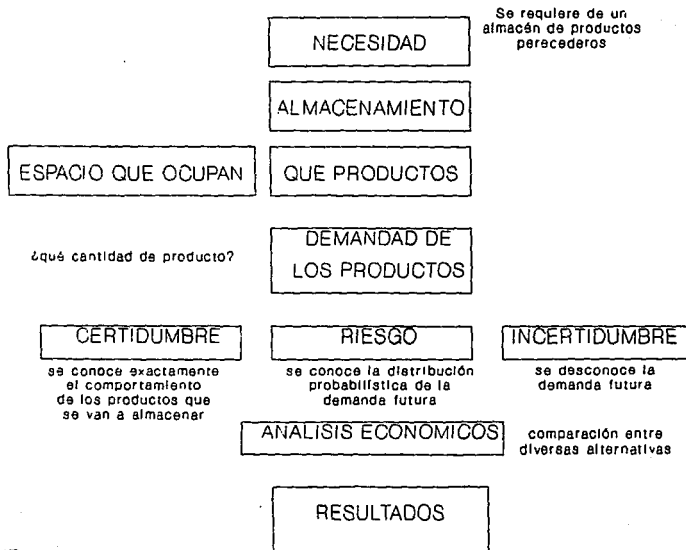 NECESIDAD
Se requiere de un
almacén de productos
perecederos
ALMACENAMIENTO
ESPACIO QUE OCUPAN
QUE PRODUCTOS
¿qué cantidad de producto?
DEMANDAD DE
LOS PRODUCTOS
CERTIDUMBRE
RIESGO
INCERTIDUMBRE
se conoce exactamente
el comportamiento
de los productos que
se van a almacenar
se conoce la distribución
probabilística de la
demanda futura
se desconoce la
demanda futura
ANALISIS ECONOMICOS
comparación entre
diversas alternativas
RESULTADOS